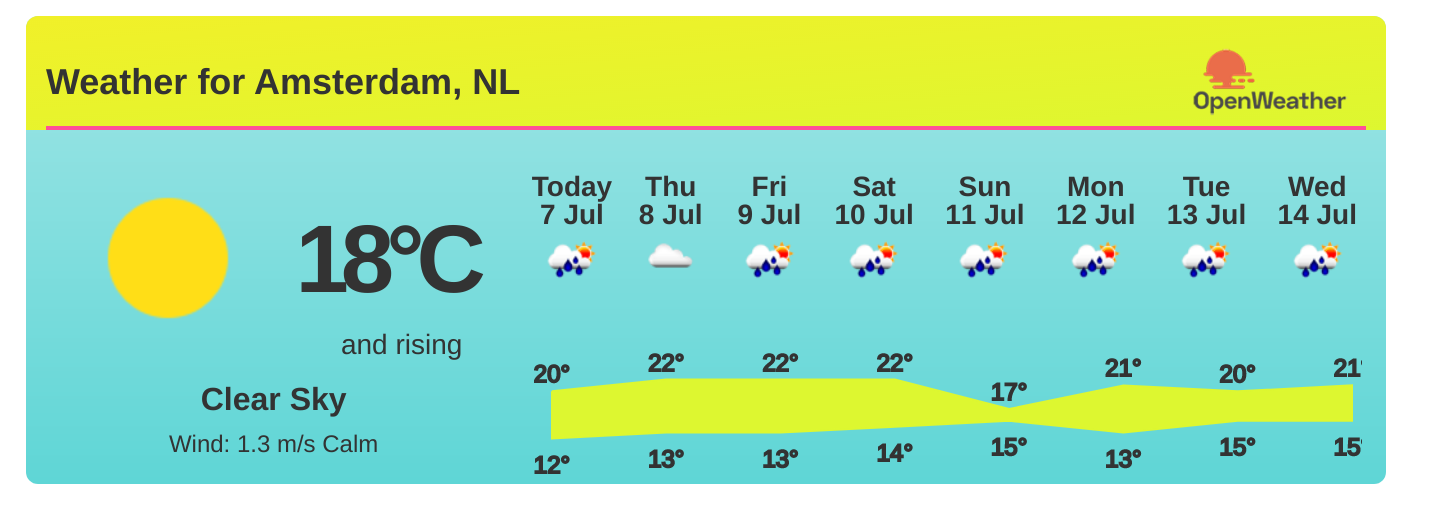 Weather for Amsterdam, NL
OpenWeather
18°C
and rising
Clear Sky
Wind: 1.3 m/s Calm
Today Thu Fri Sat Sun Mon Tue Wed
7 Jul 8 Jul 9 Jul 10 Jul 11 Jul 12 Jul 13 Jul 14 Jul
20° 22° 22° 22° 17° 21° 20° 21°
12° 13° 13° 14° 15° 13° 15° 15°